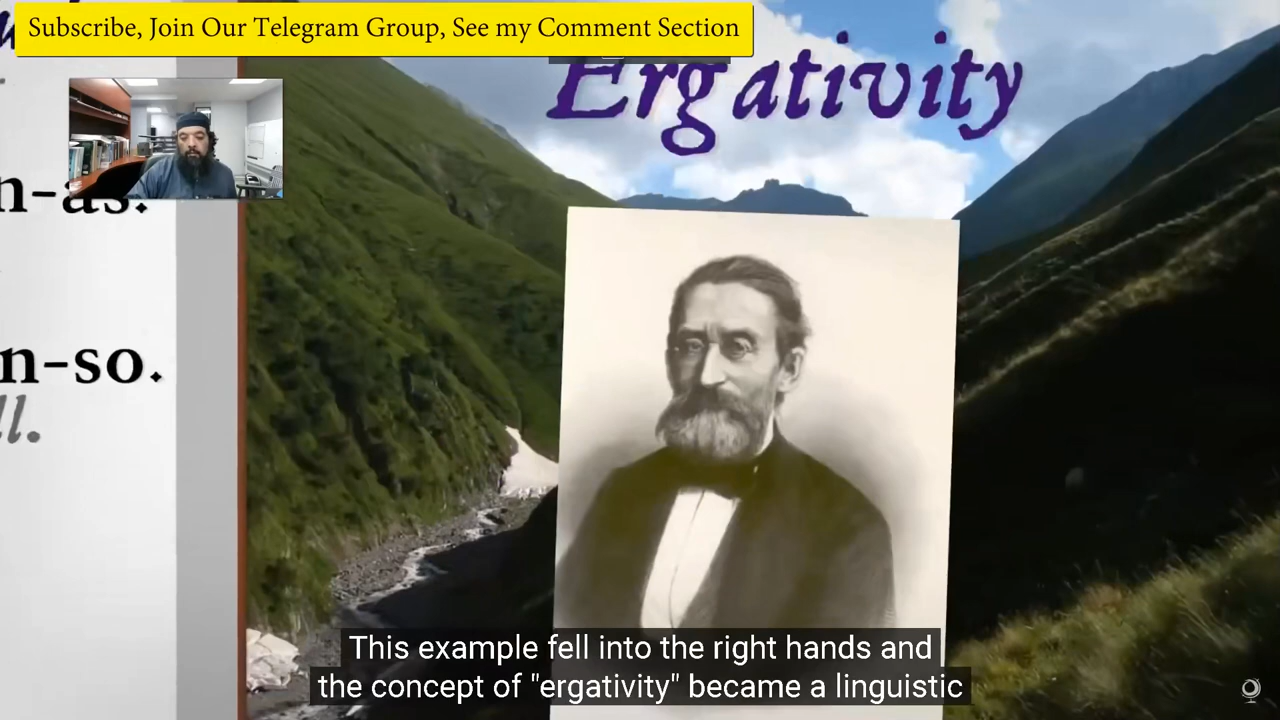 Subscribe, Join Our Telegram Group, See my Comment Section
Ergativity
n-as.
n-so.
ll.
This example fell into the right hands and
the concept of "ergativity" became a linguistic